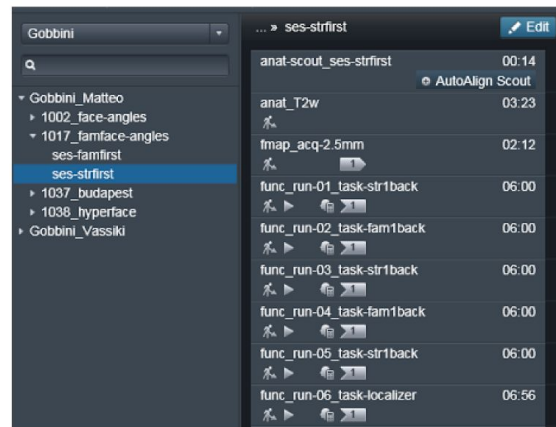 Gobbini
Gobbini_Matteo
1002_face-angles
1017_famface-angles
ses-famfirst
ses-strfirst
1037_budapest
1038_hyperface
Gobbini_Vassiki
... » ses-strfirst
Edit
anat-scout_ses-strfirst 00:14
AutoAlign Scout
anat_T2w 03:23
fmap_acq-2.5mm 02:12
1
func_run-01_task-str1back 06:00
1
func_run-02_task-fam1back 06:00
1
func_run-03_task-str1back 06:00
1
func_run-04_task-fam1back 06:00
1
func_run-05_task-str1back 06:00
1
func_run-06_task-localizer 06:56
1